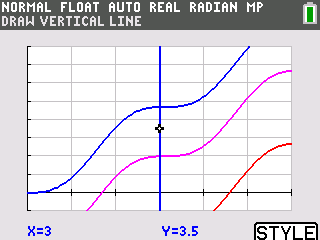 NORMAL FLOAT AUTO REAL RADIAN MP
DRAW VERTICAL LINE
X=3 Y=3.5 STYLE